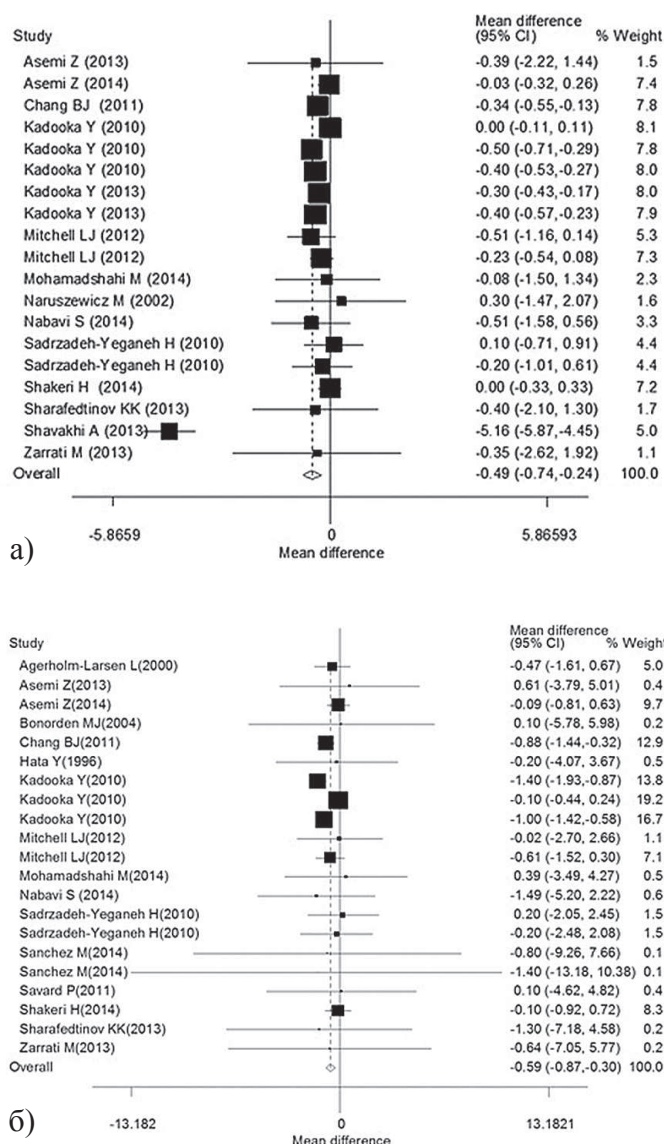 Mean difference
Study (95% CI) % Weight
Asemi Z (2013) -0.39 (-2.22, 1.44) 1.5
Asemi Z (2014) -0.03 (-0.32, 0.26) 7.4
Chang BJ (2011) -0.34 (-0.55,-0.13) 7.8
Kadooka Y (2010) 0.00 (-0.11, 0.11) 8.1
Kadooka Y (2010) -0.50 (-0.71,-0.29) 7.8
Kadooka Y (2010) -0.40 (-0.53,-0.27) 8.0
Kadooka Y (2013) -0.30 (-0.43,-0.17) 8.0
Kadooka Y (2013) -0.40 (-0.57,-0.23) 7.9
Mitchell LJ (2012) -0.51 (-1.16, 0.14) 5.3
Mitchell LJ (2012) -0.23 (-0.54, 0.08) 7.3
Mohamadshahi M (2014) -0.08 (-1.50, 1.34) 2.3
Naruszewicz M (2002) 0.30 (-1.47, 2.07) 1.6
Nabavi S (2014) -0.51 (-1.58, 0.56) 3.3
Sadrzadeh-Yeganeh H (2010) 0.10 (-0.71, 0.91) 4.4
Sadrzadeh-Yeganeh H (2010) -0.20 (-1.01, 0.61) 4.4
Shakeri H (2014) 0.00 (-0.33, 0.33) 7.2
Sharafedtinov KK (2013) -0.40 (-2.10, 1.30) 1.7
Shavakhi A (2013) -5.16 (-5.87,-4.45) 5.0
Zarrati M (2013) -0.35 (-2.62, 1.92) 1.1
Overall -0.49 (-0.74,-0.24) 100.0
-5.8659 0 5.86593
Mean difference
а)
Mean difference
Study (95% CI) % Weight
Agerholm-Larsen L(2000) -0.47 (-1.61, 0.67) 5.0
Asemi Z(2013) 0.61 (-3.79, 5.01) 0.4
Asemi Z(2014) -0.09 (-0.81, 0.63) 9.7
Bonorden MJ(2004) 0.10 (-5.78, 5.98) 0.2
Chang BJ(2011) -0.88 (-1.44,-0.32) 12.9
Hata Y(1996) -0.20 (-4.07, 3.67) 0.5
Kadooka Y(2010) -1.40 (-1.93,-0.87) 13.8
Kadooka Y(2010) -0.10 (-0.44, 0.24) 19.2
Kadooka Y(2010) -1.00 (-1.42,-0.58) 16.7
Mitchell LJ(2012) -0.02 (-2.70, 2.66) 1.1
Mitchell LJ(2012) -0.61 (-1.52, 0.30) 7.1
Mohamadshahi M(2014) 0.39 (-3.49, 4.27) 0.5
Nabavi S (2014) -1.49 (-5.20, 2.22) 0.6
Sadrzadeh-Yeganeh H(2010) 0.20 (-2.05, 2.45) 1.5
Sadrzadeh-Yeganeh H(2010) -0.20 (-2.48, 2.08) 1.5
Sanchez M(2014) -0.80 (-9.26, 7.66) 0.1
Sanchez M(2014) -1.40 (-13.18, 10.38) 0.1
Savard P(2011) 0.10 (-4.62, 4.82) 0.4
Shakeri H(2014) -0.10 (-0.92, 0.72) 8.3
Sharafedtinov KK(2013) -1.30 (-7.18, 4.58) 0.2
Zarrati M(2013) -0.64 (-7.05, 5.77) 0.2
Overall -0.59 (-0.87,-0.30) 100.0
-13.182 0 13.1821
Mean difference
б)